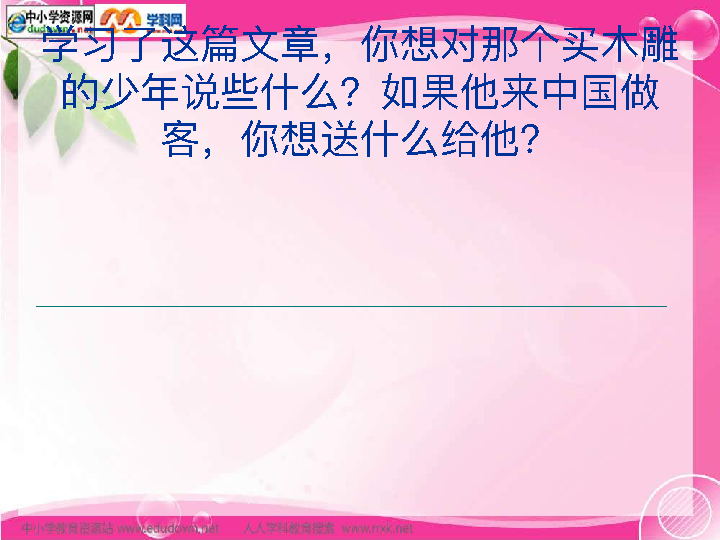 中小学资源网 学科网
学习了这篇文章，你想对那个买木雕
的少年说些什么？如果他来中国做
客，你想送什么给他？
中小学教育资源站 www.edudown.net 人人学科教育搜索 www.rrxk.net